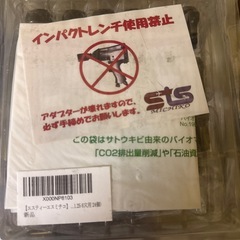 インパクトレンチ使用禁止
アダプターが壊れますので、
必ず手締めでお願い致します。
sts
この袋はサトウキビ由来のバイオ
「CO2排出量削減」や「石油資
X000NP8103
新品